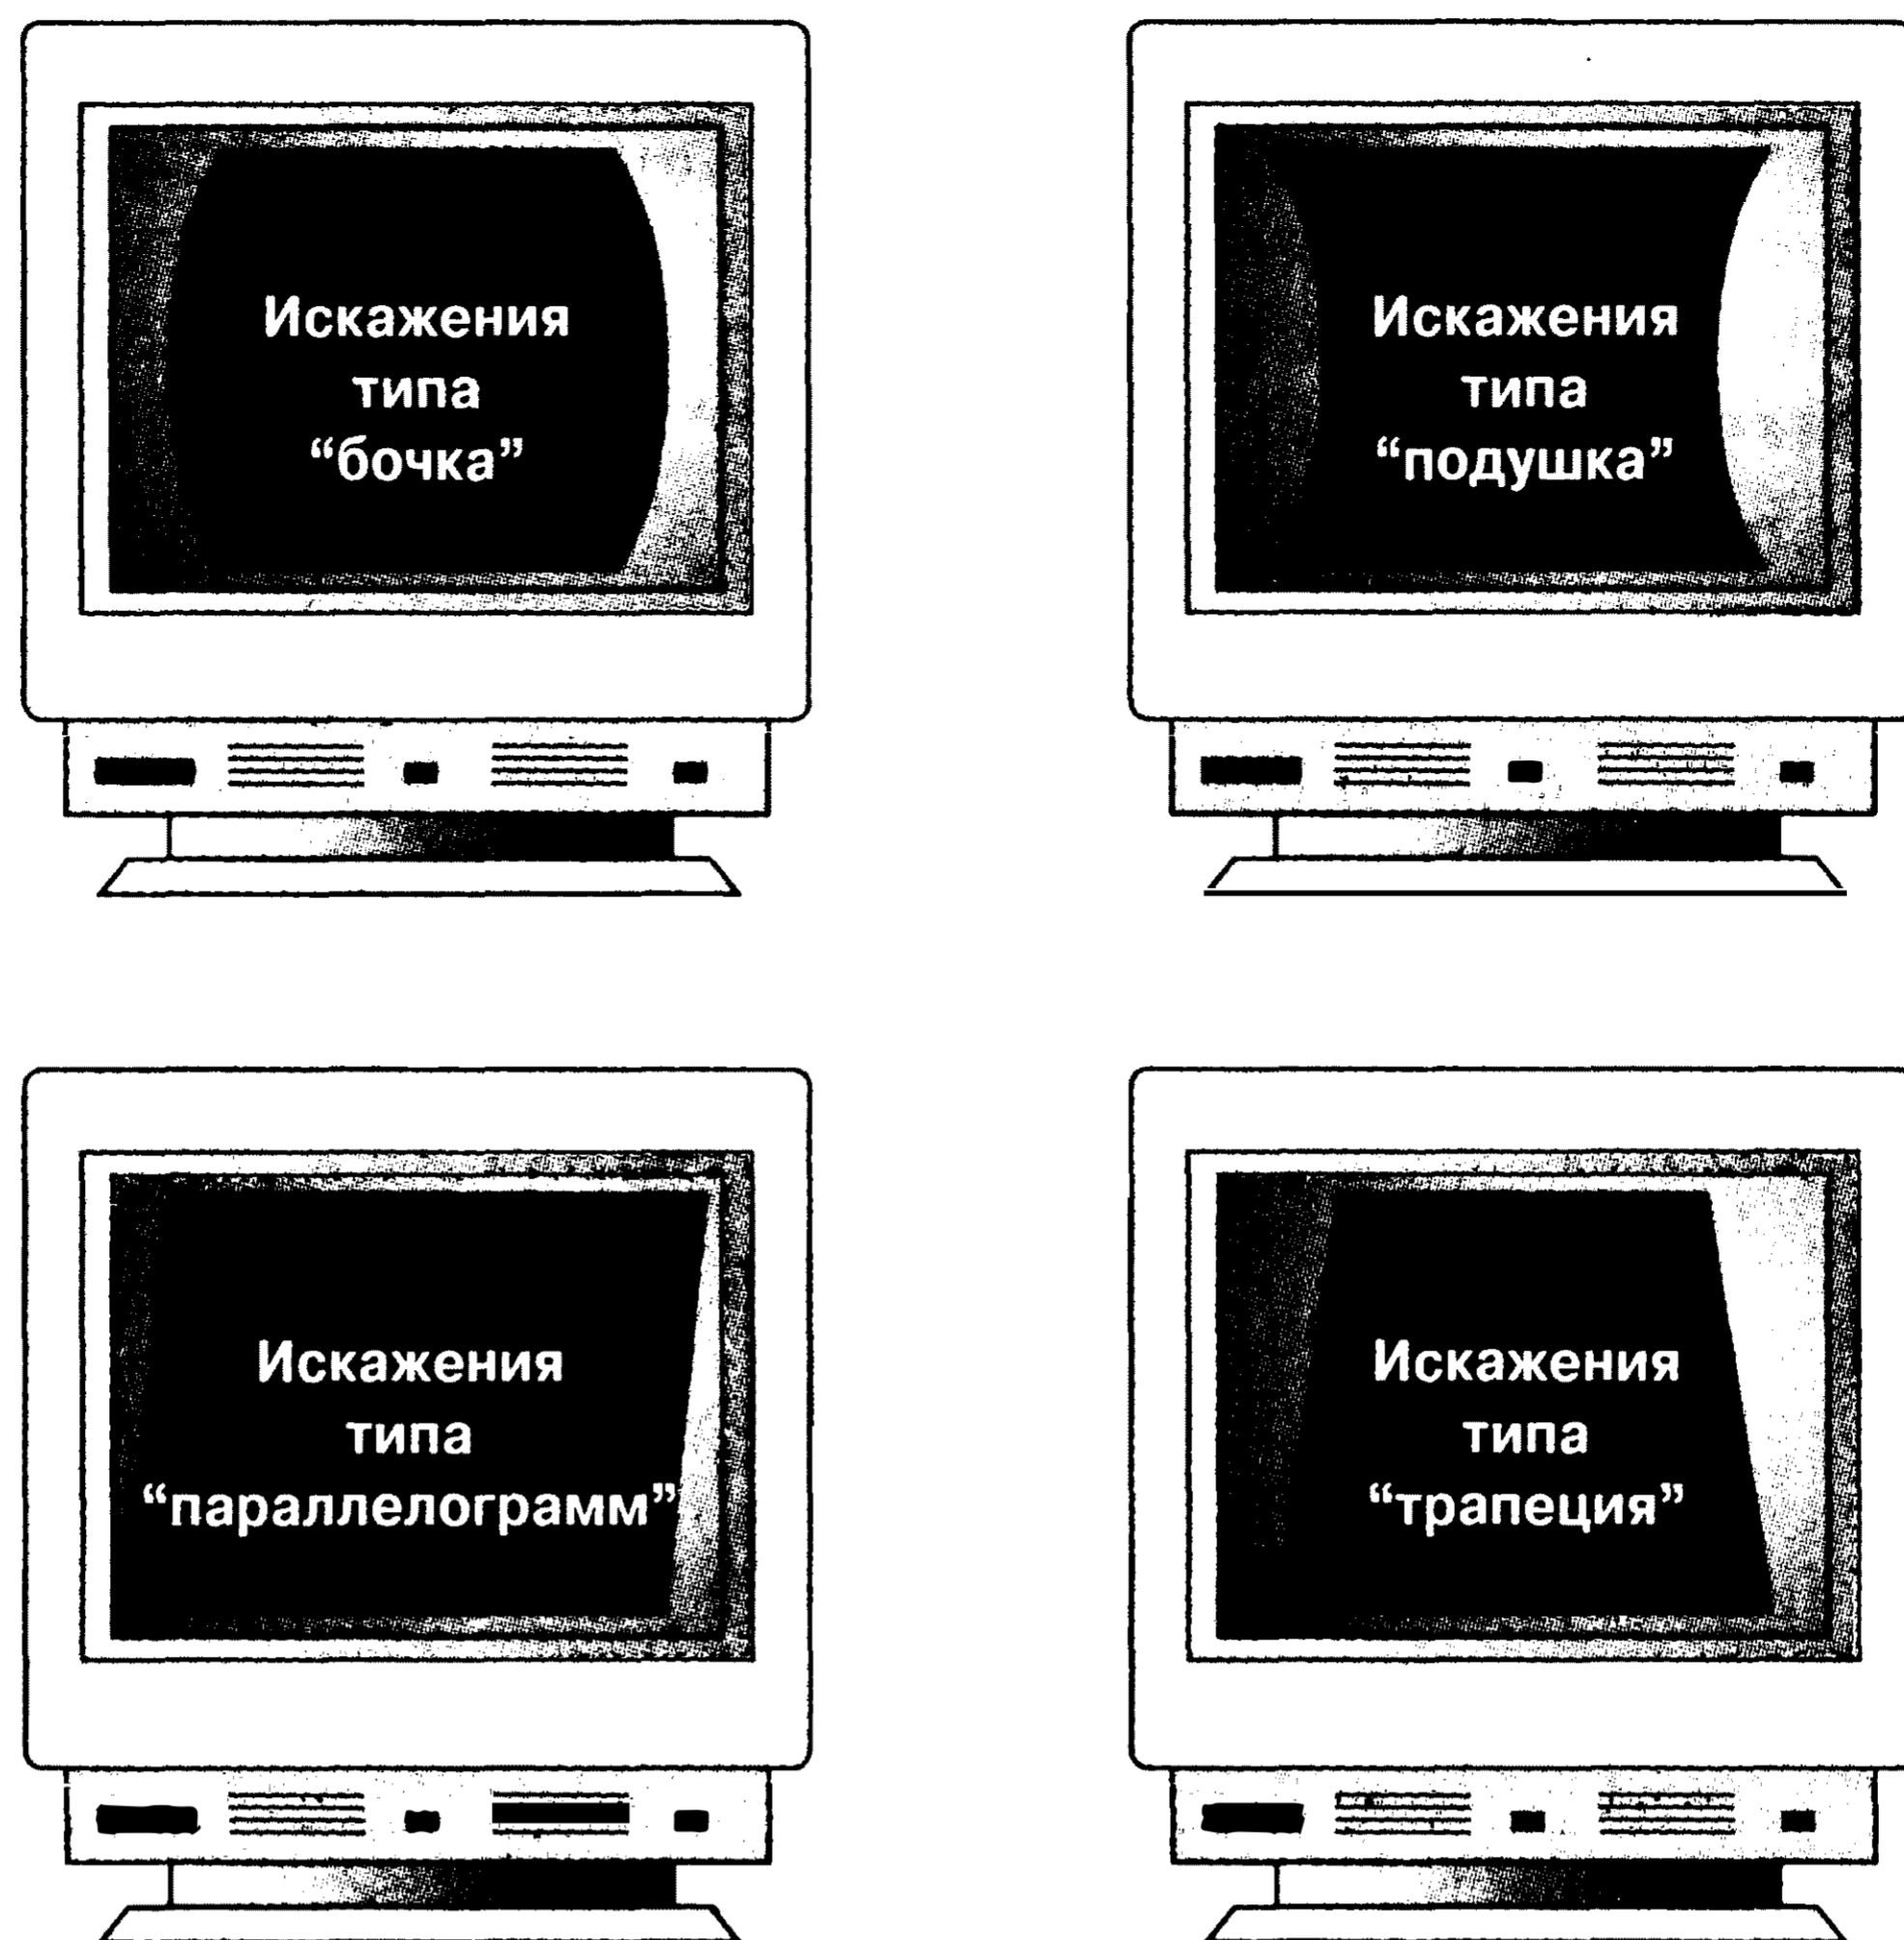 Искажения
типа
“бочка”
Искажения
типа
“подушка”
Искажения
типа
“параллелограмм”
Искажения
типа
“трапеция”